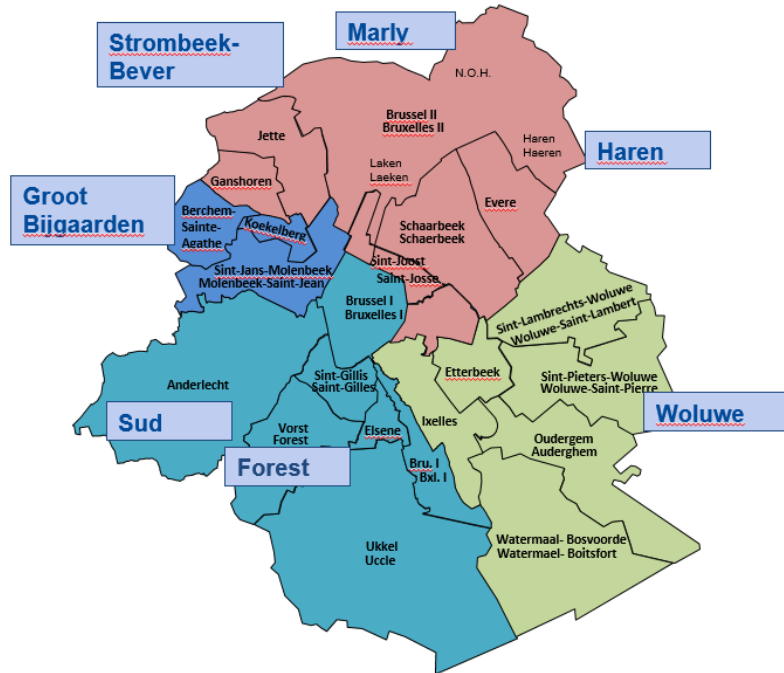 Marly
Strombeek-
Bever
N.O.H.
Brussel II
Bruxelles II
Jette
Haren
Haeren
Haren
Laken
Laeken
Ganshoren
Evere
Groot
Bijgaarden
Berchem-
Sainte-
Agathe
Koekelberg
Schaarbeek
Schaerbeek
Sint-Joost
Saint-Josse
Sint-Jans-Molenbeek
Molenbeek-Saint-Jean
Brussel I
Bruxelles I
Sint-Lambrechts-Woluwe
Woluwe-Saint-Lambert
Etterbeek
Sint-Gillis
Saint-Gilles
Anderlecht
Sint-Pieters-Woluwe
Woluwe-Saint-Pierre
Woluwe
Sud
Ixelles
Vorst
Forest
Elsene
Oudergem
Auderghem
Forest
Bru. I
Bxl. I
Watermaal- Bosvoorde
Watermael- Boitsfort
Ukkel
Uccle